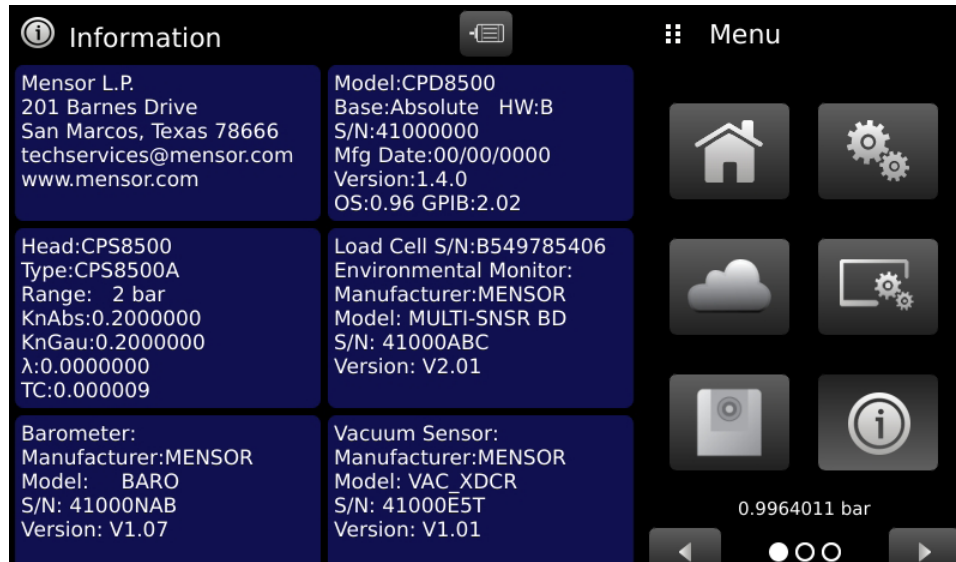 Information
Menu
Mensor L.P.
201 Barnes Drive
San Marcos, Texas 78666
techservices@mensor.com
www.mensor.com
Model:CPD8500
Base:Absolute HW:B
S/N:41000000
Mfg Date:00/00/0000
Version:1.4.0
OS:0.96 GPIB:2.02
Head:CPS8500
Type:CPS8500A
Range: 2 bar
KnAbs:0.2000000
KnGau:0.2000000
λ:0.0000000
TC:0.000009
Load Cell S/N:B549785406
Environmental Monitor:
Manufacturer:MENSOR
Model: MULTI-SNSR BD
S/N: 41000ABC
Version: V2.01
Barometer:
Manufacturer:MENSOR
Model: BARO
S/N: 41000NAB
Version: V1.07
Vacuum Sensor:
Manufacturer:MENSOR
Model: VAC_XDCR
S/N: 41000E5T
Version: V1.01
0.9964011 bar